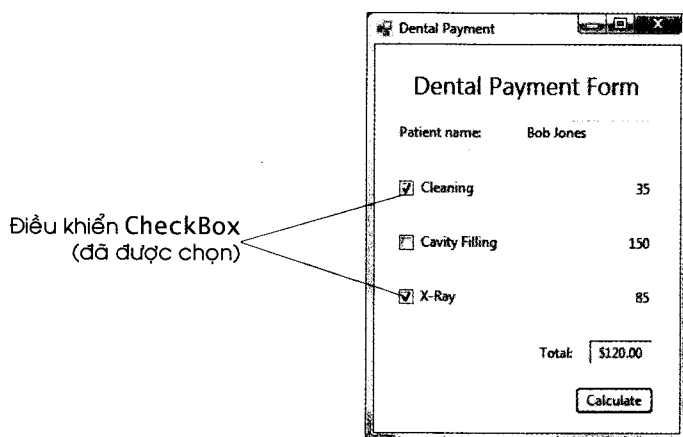 Dental Payment
Dental Payment Form
Patient name: Bob Jones
Cleaning 35
Điều khiển CheckBox
(đã được chọn)
Cavity Filling 150
X-Ray 85
Total: $120.00
Calculate